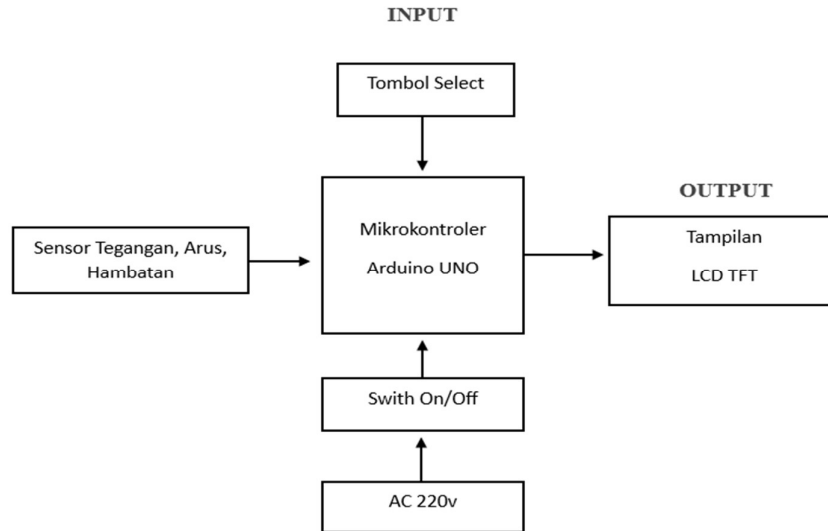 INPUT
Tombol Select
OUTPUT
Sensor Tegangan, Arus,
Hambatan
Mikrokontroler
Arduino UNO
Tampilan
LCD TFT
Swith On/Off
AC 220v